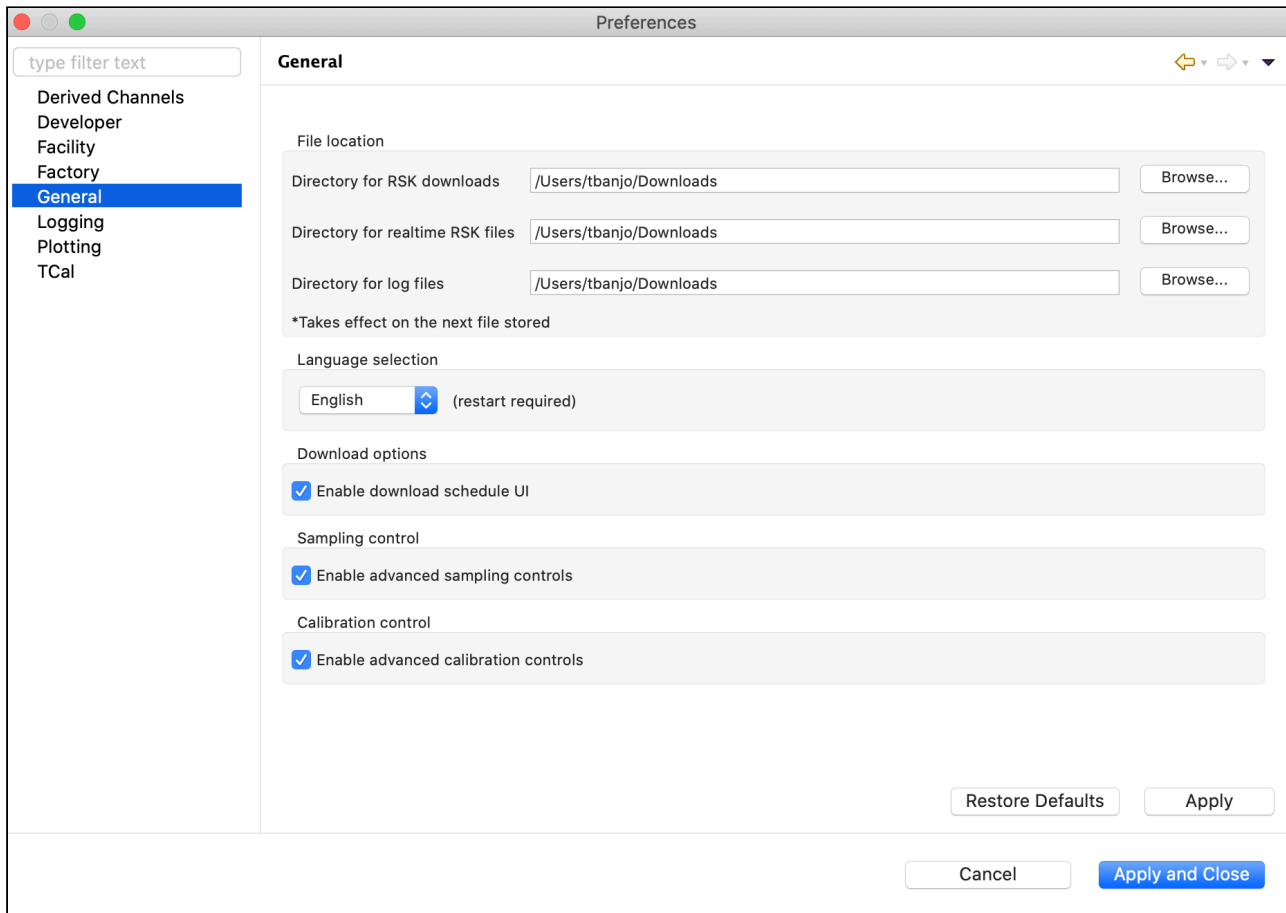 Preferences
type filter text
Derived Channels
Developer
Facility
Factory
General
Logging
Plotting
TCal
General
File location
Directory for RSK downloads /Users/tbanjo/Downloads Browse...
Directory for realtime RSK files /Users/tbanjo/Downloads Browse...
Directory for log files /Users/tbanjo/Downloads Browse...
*Takes effect on the next file stored
Language selection
English (restart required)
Download options
Enable download schedule UI
Sampling control
Enable advanced sampling controls
Calibration control
Enable advanced calibration controls
Restore Defaults Apply
Cancel Apply and Close